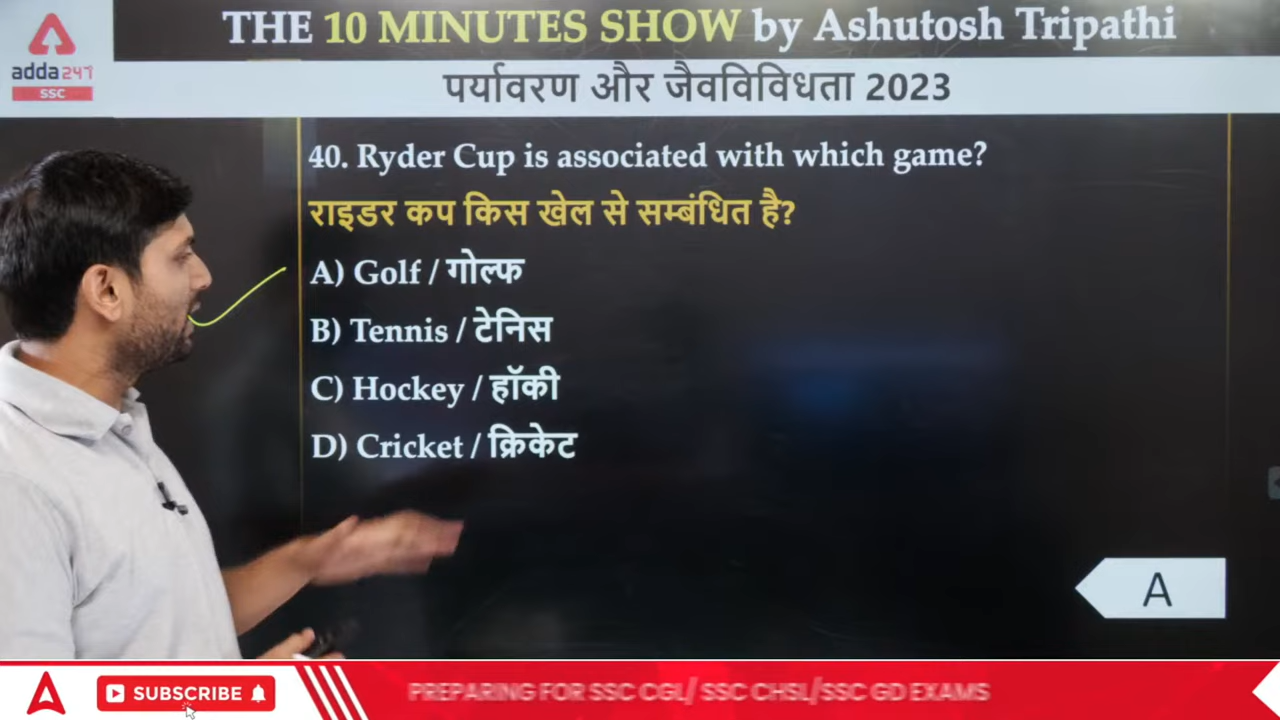 THE 10 MINUTES SHOW by Ashutosh Tripathi
adda247
SSC
पर्यावरण और जैवविविधता 2023
40. Ryder Cup is associated with which game?
राइडर कप किस खेल से सम्बंधित है?
A) Golf / गोल्फ
B) Tennis / टेनिस
C) Hockey / हॉकी
D) Cricket / क्रिकेट
A
SUBSCRIBE
PREPARING FOR SSC CGL/ SSC CHSL/SSC GD EXAMS